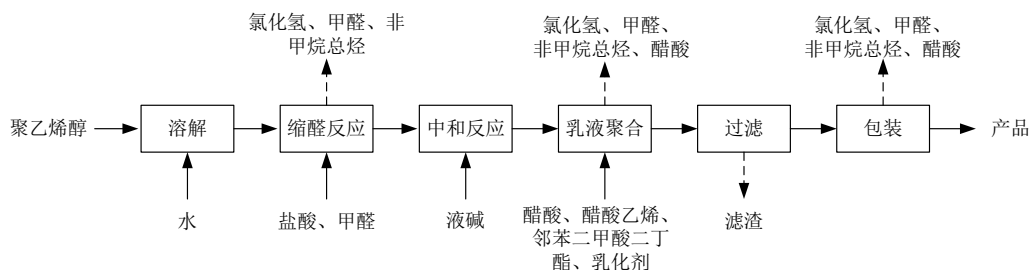 氯化氢、甲醛、非
甲烷总烃
氯化氢、甲醛、
非甲烷总烃、醋酸
氯化氢、甲醛、
非甲烷总烃、醋酸
聚乙烯醇
溶解
缩醛反应
中和反应
乳液聚合
过滤
包装
产品
水
盐酸、甲醛
液碱
醋酸、醋酸乙烯、
邻苯二甲酸二丁
酯、乳化剂
滤渣